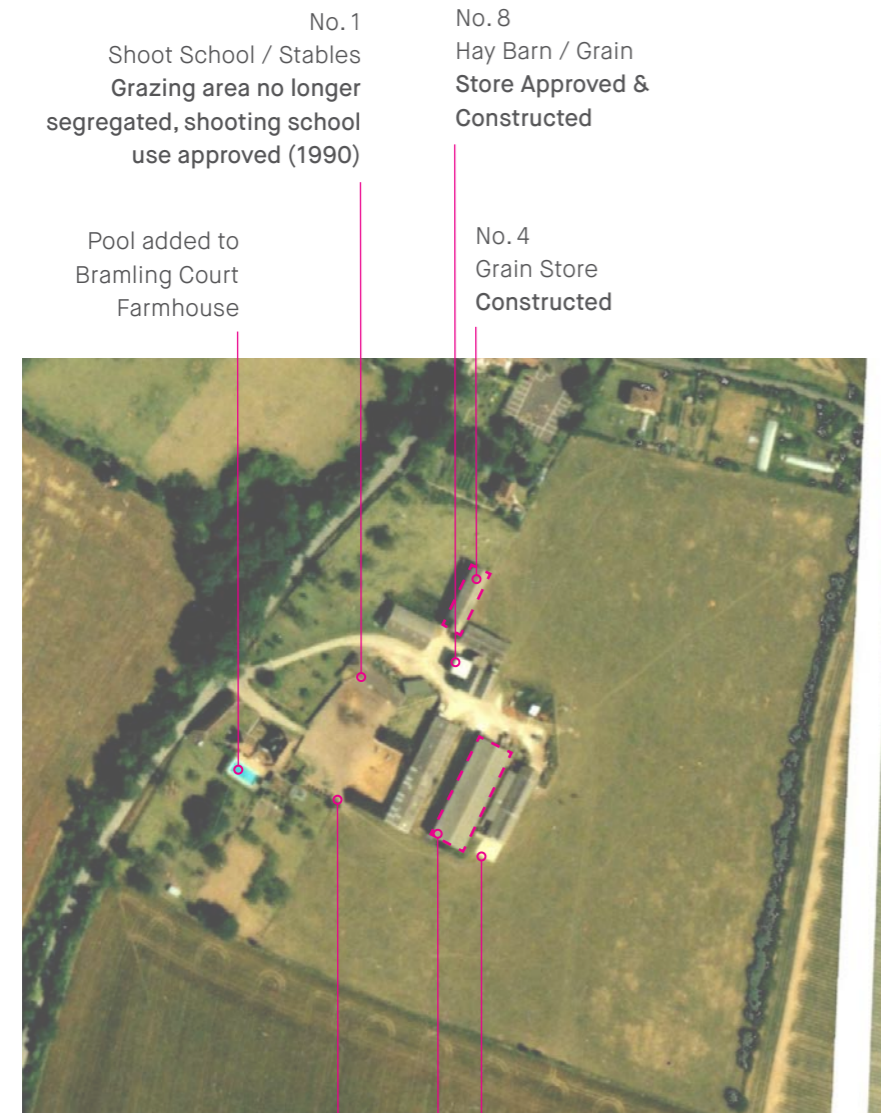 No. 1
Shoot School / Stables
Grazing area no longer
segregated, shooting school
use approved (1990)
No. 8
Hay Barn / Grain
Store Approved &
Constructed
Pool added to
Bramling Court
Farmhouse
No. 4
Grain Store
Constructed